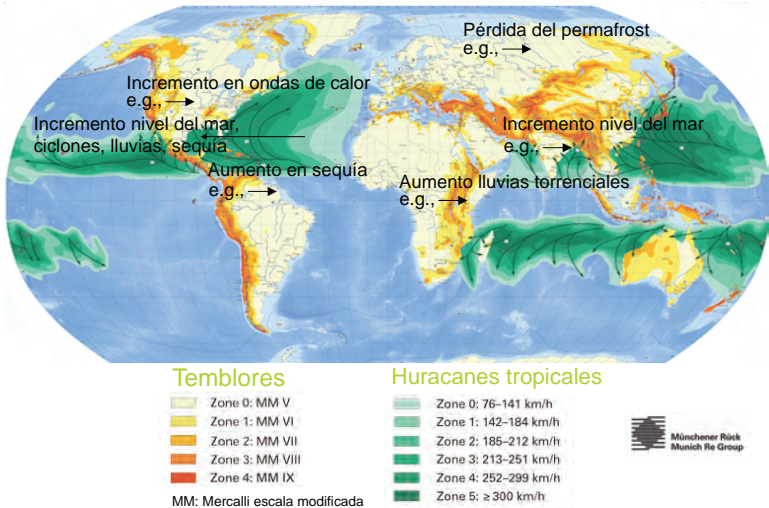 Pérdida del permafrost
e.g.,
Incremento en ondas de calor
e.g.,
Incremento nivel del mar,
ciclones, lluvias, sequía
Incremento nivel del mar
e.g.,
Aumento en sequía
e.g.,
Aumento lluvias torrenciales
e.g.,
Temblores
Zone 0: MM V
Zone 1: MM VI
Zone 2: MM VII
Zone 3: MM VIII
Zone 4: MM IX
MM: Mercalli escala modificada
Huracanes tropicales
Zone 0: 76–141 km/h
Zone 1: 142–184 km/h
Zone 2: 185–212 km/h
Zone 3: 213–251 km/h
Zone 4: 252–299 km/h
Zone 5: ≥ 300 km/h
Münchener Rück
Munich Re Group